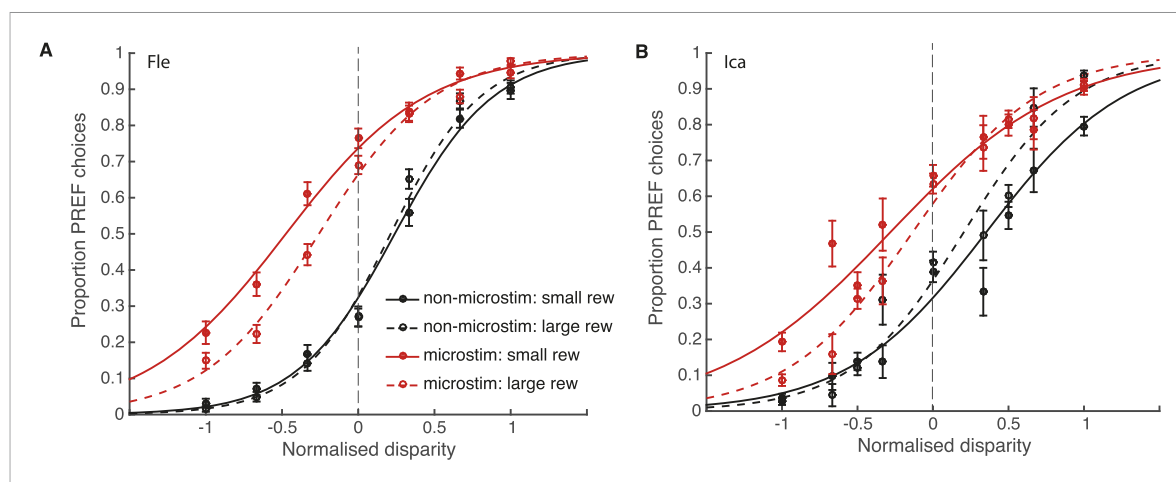 A
Fle
Proportion PREF choices
1
0.9
0.8
0.7
0.6
0.5
0.4
0.3
0.2
0.1
0
-1
-0.5
0
0.5
1
Normalised disparity
non-microstim: small rew
non-microstim: large rew
microstim: small rew
microstim: large rew
B
Ica
Proportion PREF choices
1
0.9
0.8
0.7
0.6
0.5
0.4
0.3
0.2
0.1
0
-1
-0.5
0
0.5
1
Normalised disparity